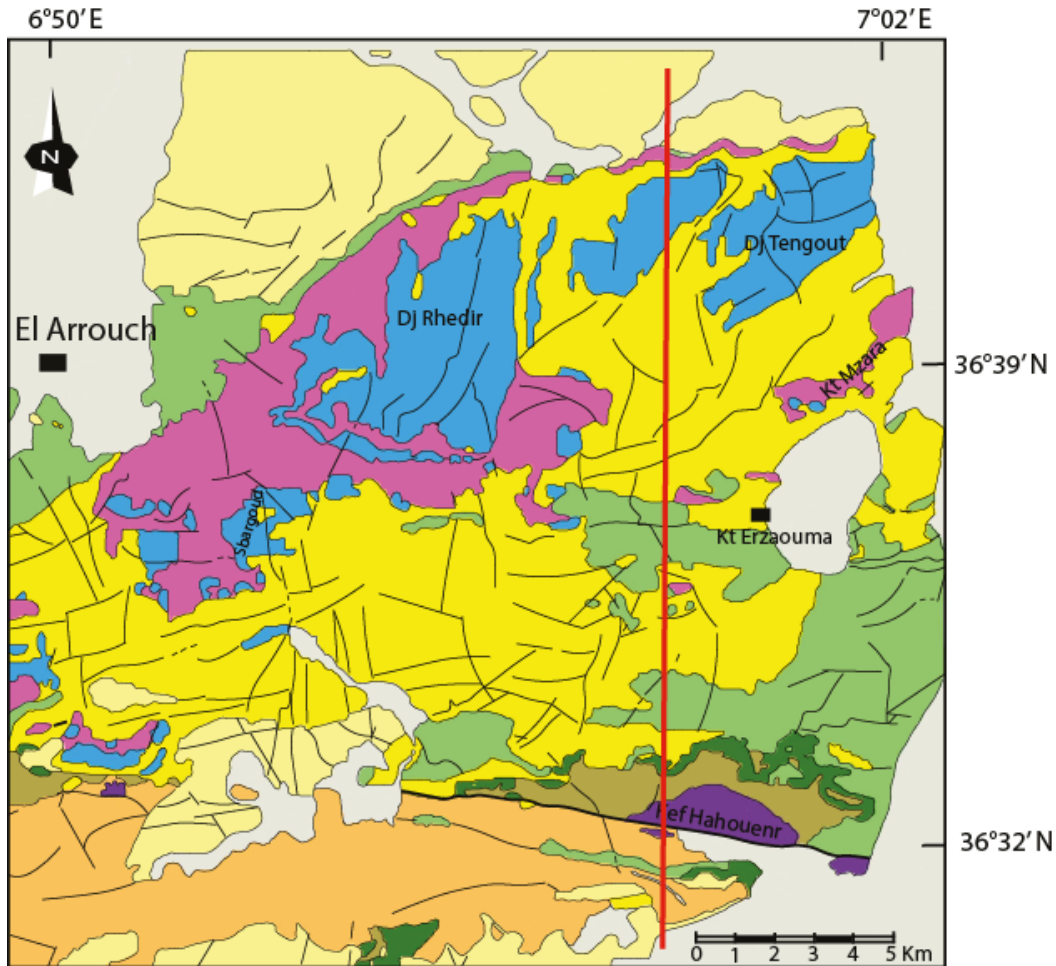 6°50' E
7°02' E
N
Dj Tengout
Dj Rhedir
El Arrouch
36°39' N
Kt Mzara
Sbargoud
Kt Erzaouma
Kef Hahouenr
36°32' N
0 1 2 3 4 5 Km